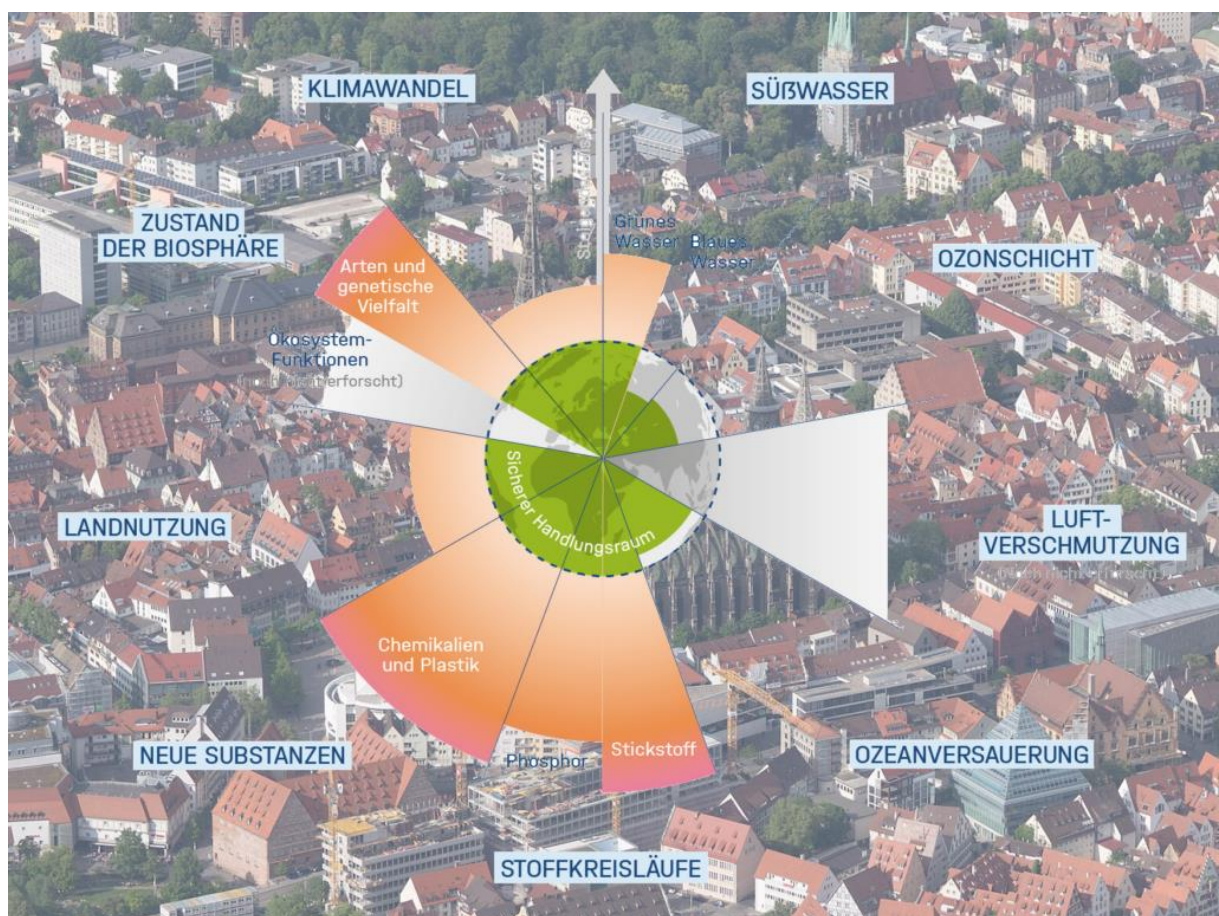 KLIMAWANDEL
SÜßWASSER
ZUSTAND
DER BIOSPHÄRE
Grünes
Wasser
Blaues
Wasser
OZONSCHICHT
Arten und
genetische
Vielfalt
Ökosystem-
Funktionen
Sicherer Handlungsraum
LANDNUTZUNG
LUFT-
VERSCHMUTZUNG
Chemikalien
und Plastik
NEUE SUBSTANZEN
Phosphor
Stickstoff
OZEANVERSAUERUNG
STOFFKREISLÄUFE